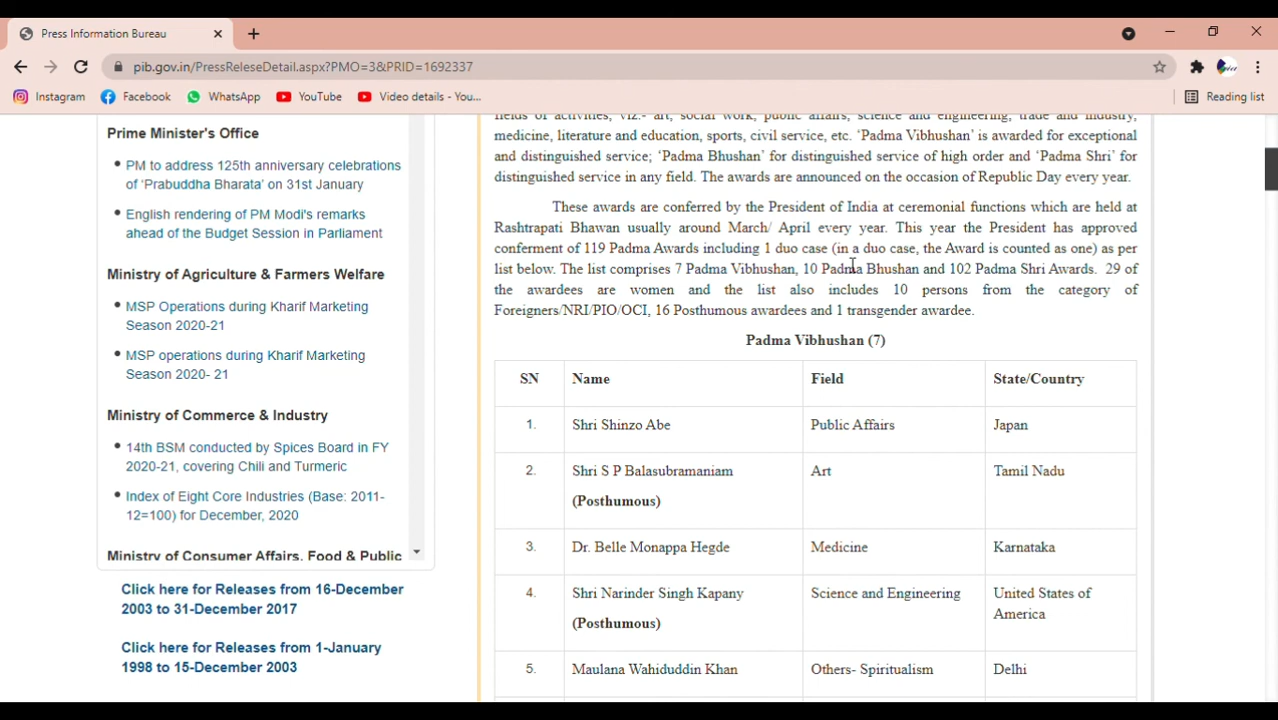 Press Information Bureau
pib.gov.in/PressReleseDetail.aspx?PMO=3&PRID=1692337
Instagram
Facebook
WhatsApp
YouTube
Video details - You...
Reading list
Prime Minister's Office
PM to address 125th anniversary celebrations
of ‘Prabuddha Bharata’ on 31st January
English rendering of PM Modi's remarks
ahead of the Budget Session in Parliament
Ministry of Agriculture & Farmers Welfare
MSP Operations during Kharif Marketing
Season 2020-21
MSP operations during Kharif Marketing
Season 2020- 21
Ministry of Commerce & Industry
14th BSM conducted by Spices Board in FY
2020-21, covering Chili and Turmeric
Index of Eight Core Industries (Base: 2011-
12=100) for December, 2020
Ministry of Consumer Affairs, Food & Public
Click here for Releases from 16-December
2003 to 31-December 2017
Click here for Releases from 1-January
1998 to 15-December 2003
fields of activities, viz.- art, social work, public affairs, science and engineering, trade and industry,
medicine, literature and education, sports, civil service, etc. ‘Padma Vibhushan’ is awarded for exceptional
and distinguished service; ‘Padma Bhushan’ for distinguished service of high order and ‘Padma Shri’ for
distinguished service in any field. The awards are announced on the occasion of Republic Day every year.
These awards are conferred by the President of India at ceremonial functions which are held at
Rashtrapati Bhawan usually around March/ April every year. This year the President has approved
conferment of 119 Padma Awards including 1 duo case (in a duo case, the Award is counted as one) as per
list below. The list comprises 7 Padma Vibhushan, 10 Padma Bhushan and 102 Padma Shri Awards. 29 of
the awardees are women and the list also includes 10 persons from the category of
Foreigners/NRI/PIO/OCI, 16 Posthumous awardees and 1 transgender awardee.
Padma Vibhushan (7)
SN Name Field State/Country
1. Shri Shinzo Abe Public Affairs Japan
2. Shri S P Balasubramaniam Art Tamil Nadu
(Posthumous)
3. Dr. Belle Monappa Hegde Medicine Karnataka
4. Shri Narinder Singh Kapany Science and Engineering United States of
America
(Posthumous)
5. Maulana Wahiduddin Khan Others- Spiritualism Delhi